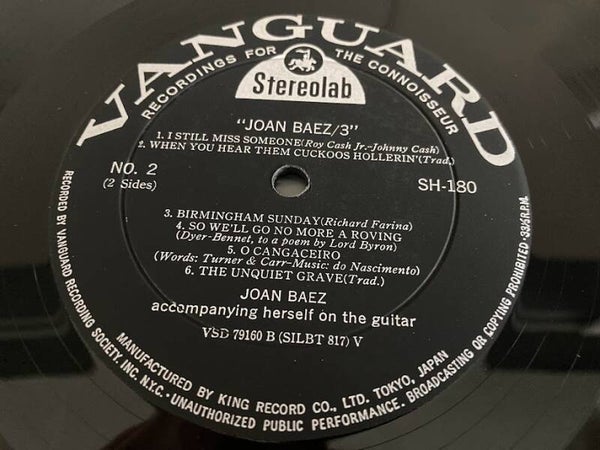 VANGUARD
RECORDINGS FOR THE CONNOISSEUR
Stereolab
"JOAN BAEZ/3"
1. I STILL MISS SOMEONE(Roy Cash Jr.-Johnny Cash)
2. WHEN YOU HEAR THEM CUCKOOS HOLLERIN'(Trad.)
NO. 2
(2 Sides)
SH-180
3. BIRMINGHAM SUNDAY(Richard Farina)
4. SO WE'LL GO NO MORE A ROVING
(Dyer-Bennet, to a poem by Lord Byron)
5. O CANGACEIRO
(Words: Turner & Carr-Music: do Nascimento)
6. THE UNQUIET GRAVE(Trad.)
JOAN BAEZ
accompanying herself on the guitar
VSD 79160 B (SILBT 817) V
MANUFACTURED BY KING RECORD CO., LTD. TOKYO, JAPAN
RECORDED BY VANGUARD RECORDING SOCIETY, INC. N.Y.C.·UNAUTHORIZED PUBLIC PERFORMANCE. BROADCASTING OR COPYING PROHIBITED·33⅓R.P.M.